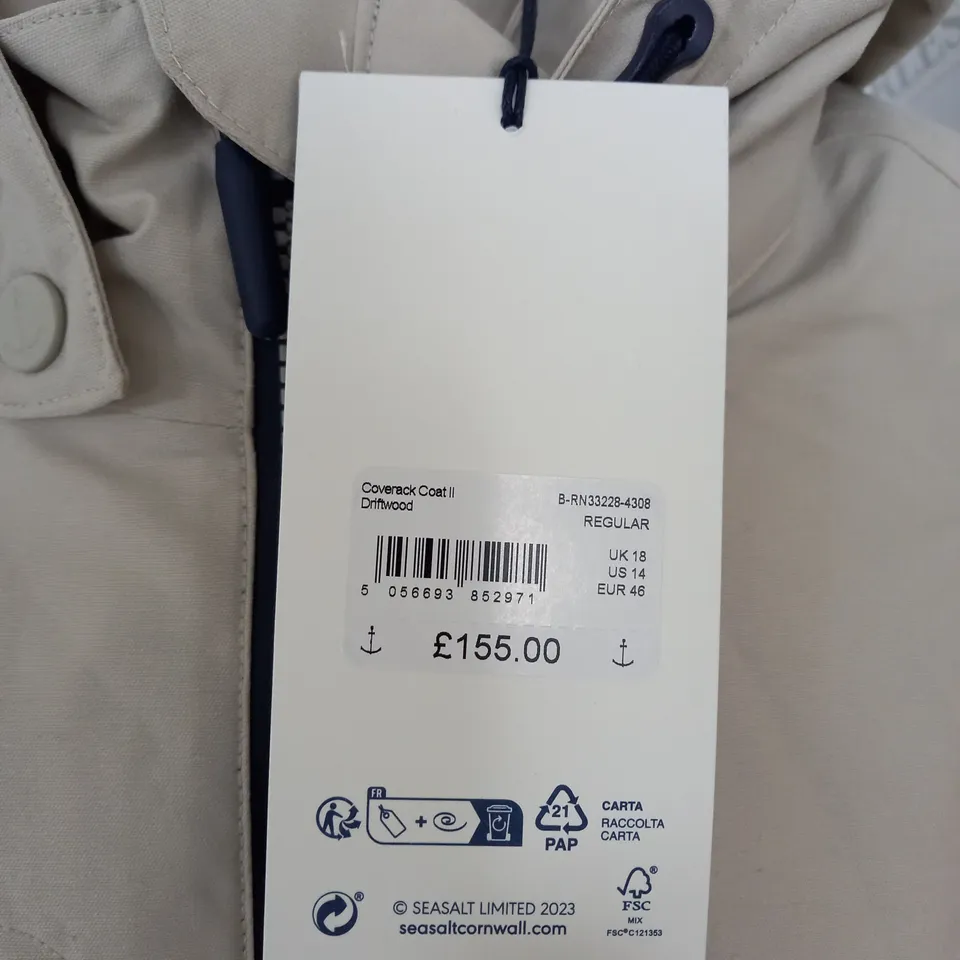 Coverack Coat II
Driftwood
B-RN33228-4308
REGULAR
UK 18
US 14
EUR 46
5 056693 852971
£155.00
FR
+
21
PAP
CARTA
RACCOLTA
CARTA
®
© SEASALT LIMITED 2023
seasaltcornwall.com
®
FSC
MIX
FSC® C121353